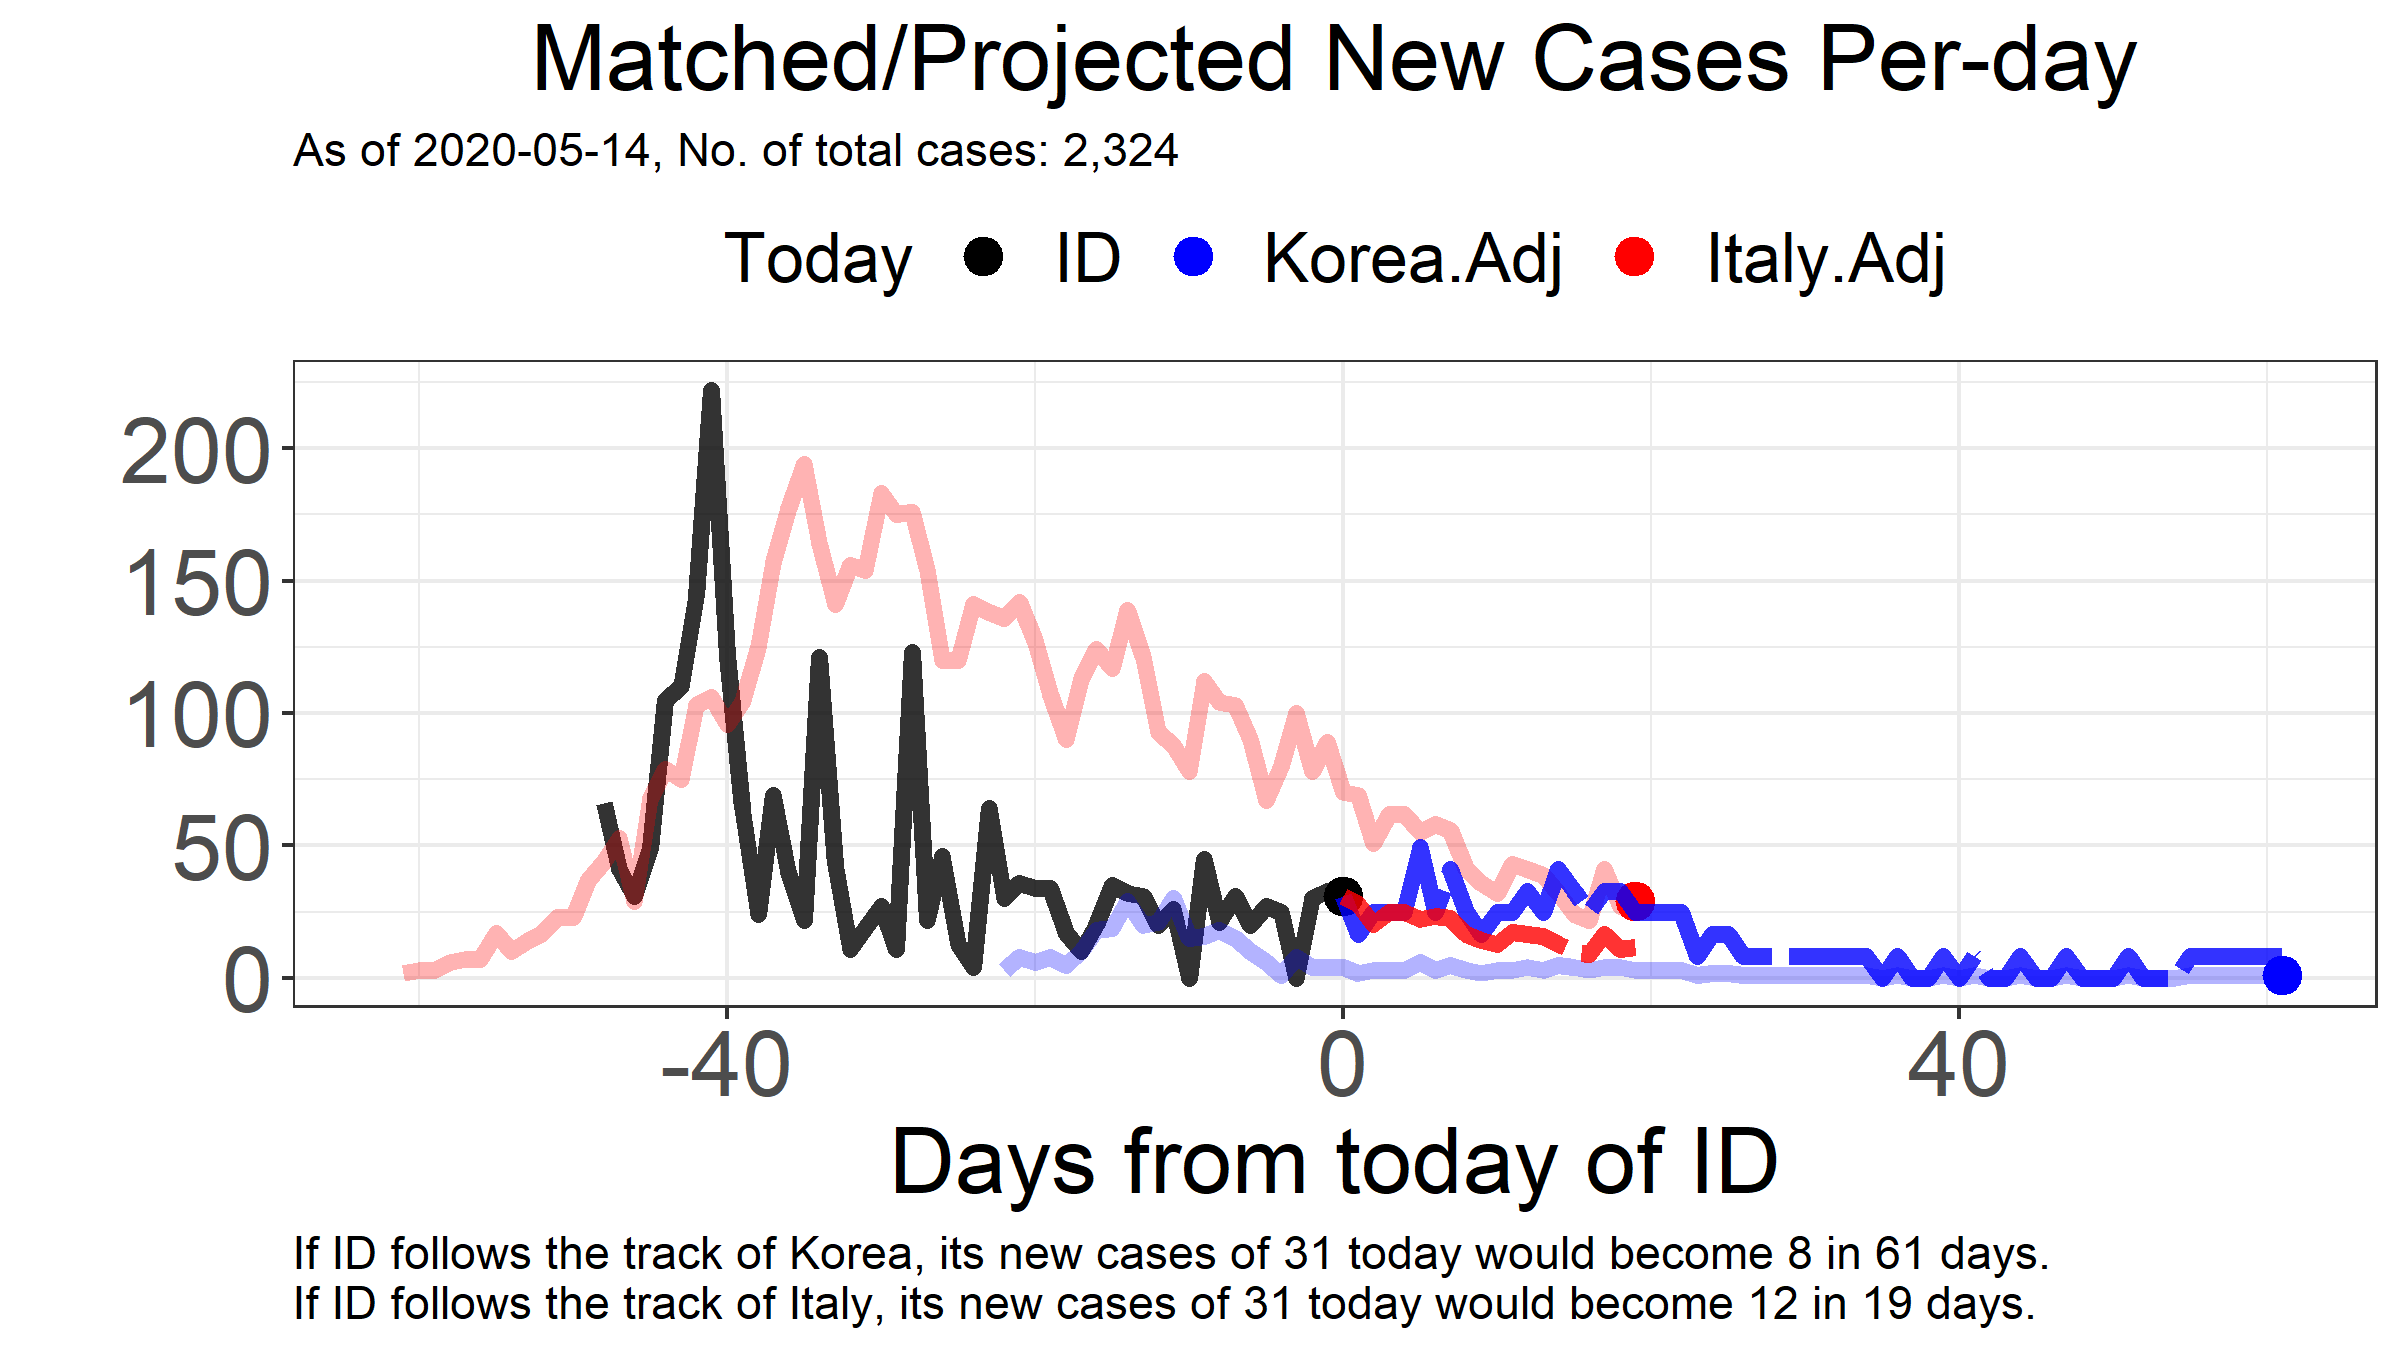 Matched/Projected New Cases Per-day
As of 2020-05-14, No. of total cases: 2,324
Today ID Korea.Adj Italy.Adj
200
150
100
50
0
-40 0 40
Days from today of ID
If ID follows the track of Korea, its new cases of 31 today would become 8 in 61 days.
If ID follows the track of Italy, its new cases of 31 today would become 12 in 19 days.